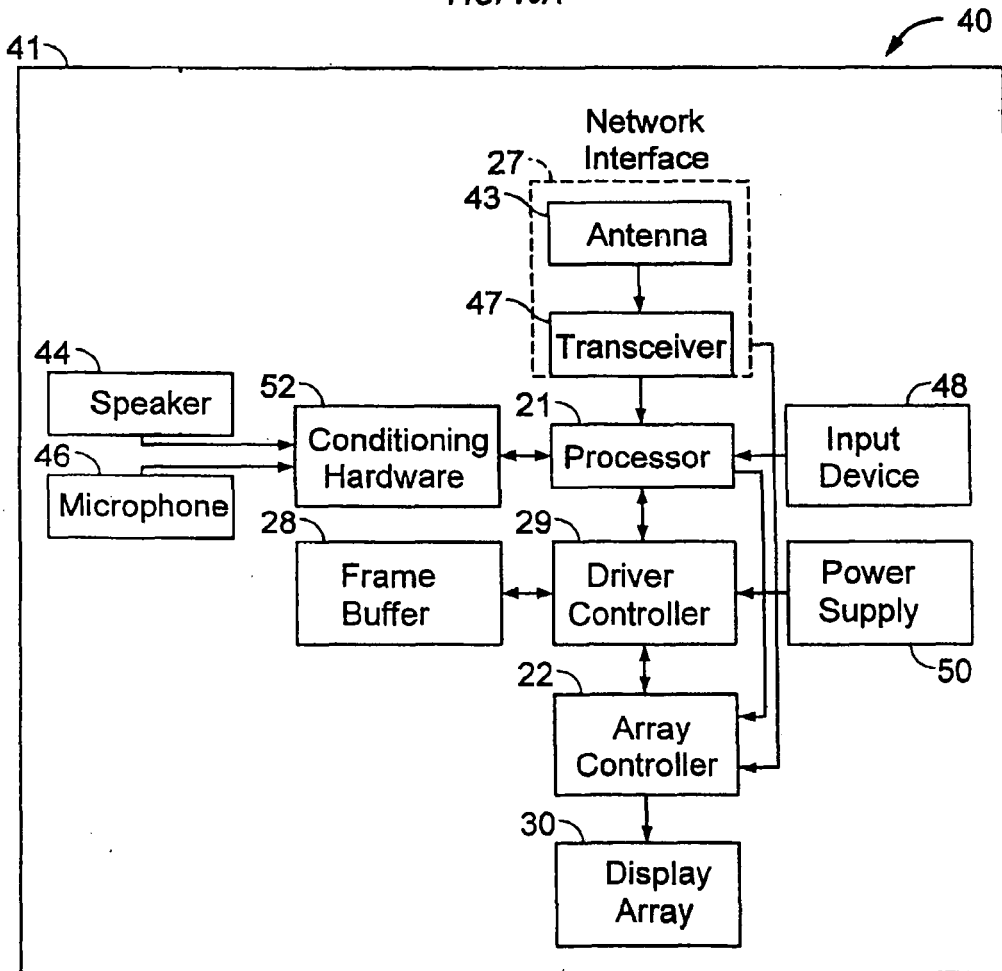 40
41
Network
Interface
27
43
Antenna
47
Transceiver
44
Speaker
52
Conditioning
Hardware
21
Processor
48
Input
Device
46
Microphone
28
Frame
Buffer
29
Driver
Controller
Power
Supply
50
22
Array
Controller
30
Display
Array